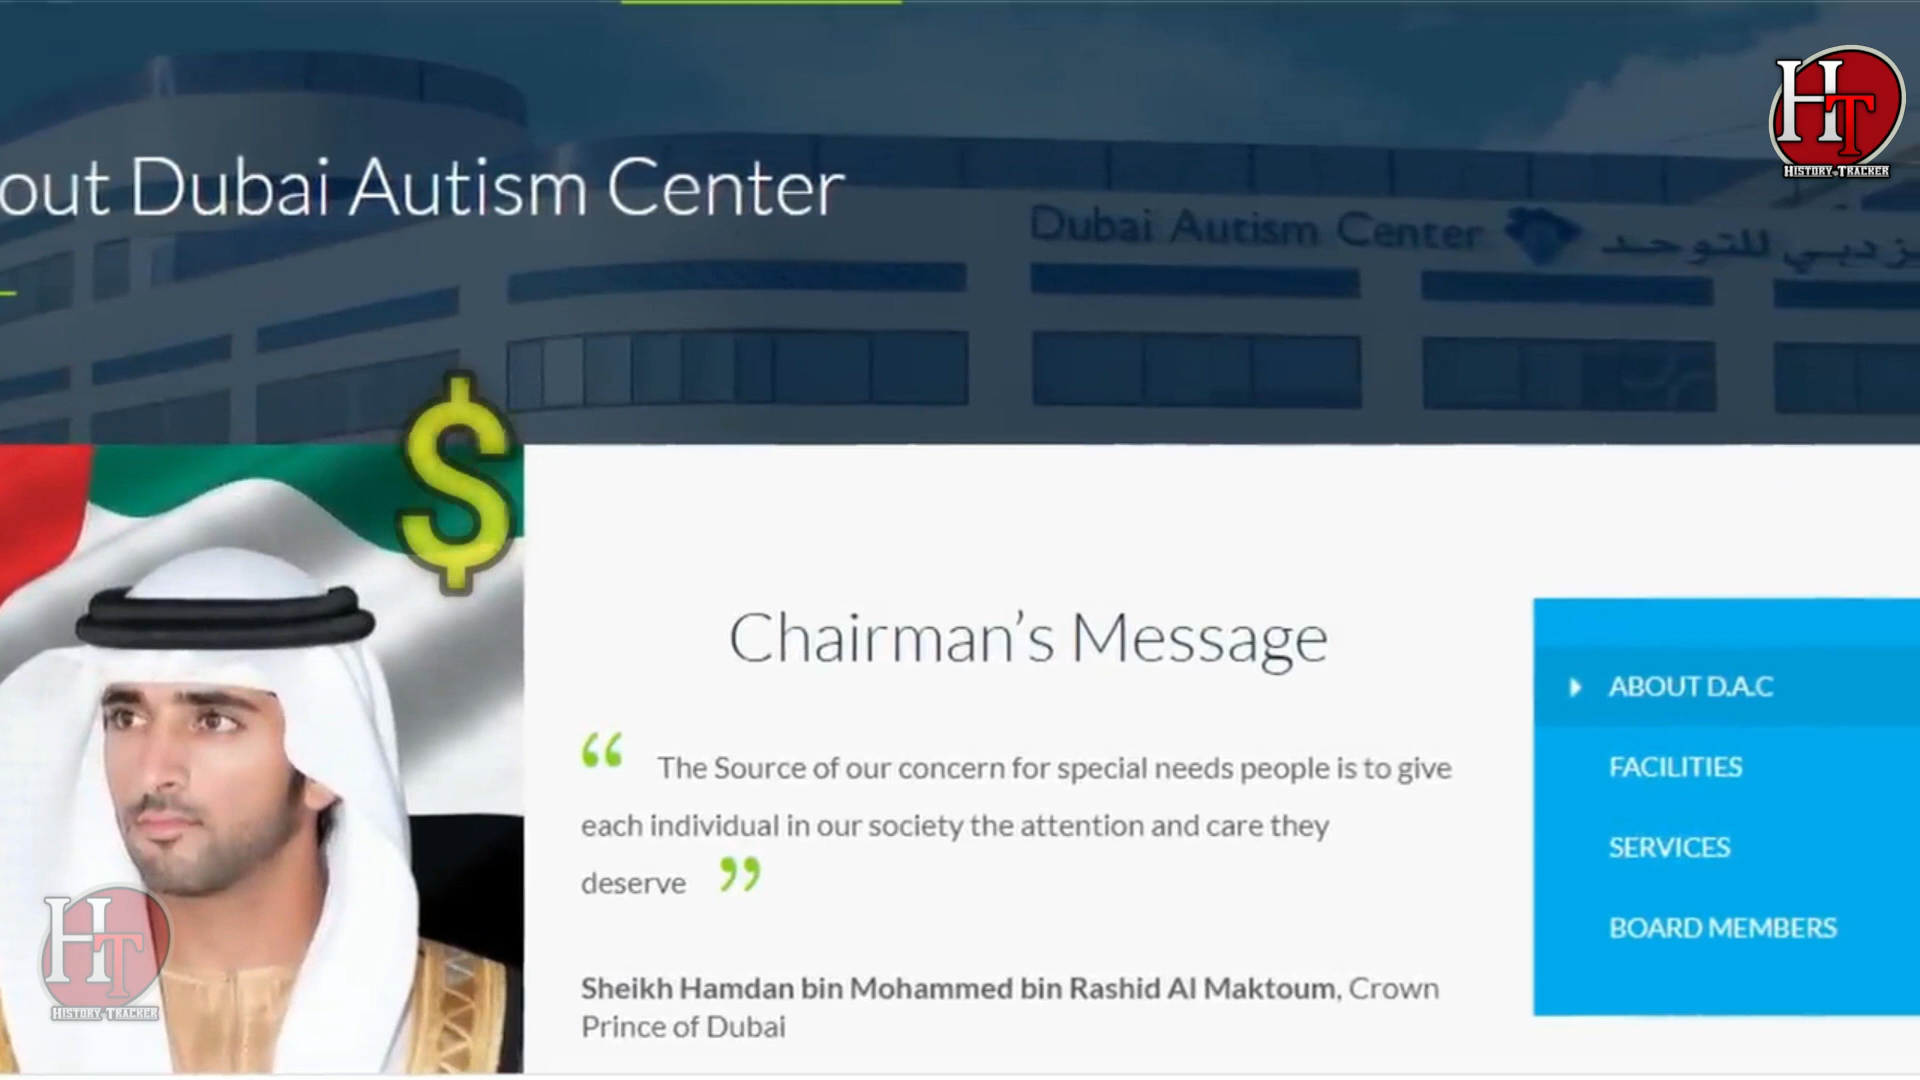 HT
HISTORY TRACKER
out Dubai Autism Center
Dubai Autism Center
دبي للتوحد
$
Chairman's Message
“ The Source of our concern for special needs people is to give
each individual in our society the attention and care they
deserve ”
Sheikh Hamdan bin Mohammed bin Rashid Al Maktoum, Crown
Prince of Dubai
ABOUT D.A.C
FACILITIES
SERVICES
BOARD MEMBERS
HT
HISTORY TRACKER